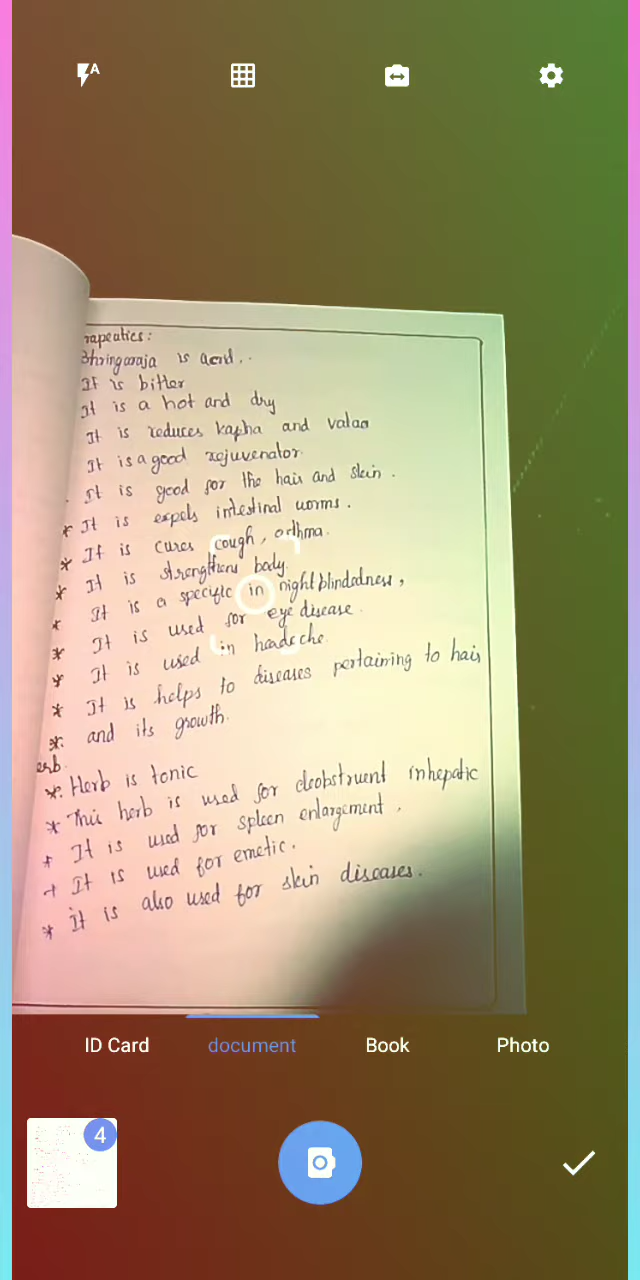 A
rapeutics:
Bhringaraja is acrd..
It is bitter
It is a hot and dry
It is reduces kapha and vataa
It is a good rejuvenator.
It is good for the hair and skin.
* It is expels intestinal worms.
* It is cures cough, asthma.
* It is strengthens body.
* It is a specific in nightblindedness,
* It is used for eye disease.
* It is used in headache.
* It is helps to diseases pertaining to hair
*. and its growth.
erb.
*. Herb is tonic
* This herb is used for deobstruent inhepatic
* It is used for spleen enlargement.
* It is used for emetic.
* It is also used for skin diseases.
ID Card document Book Photo
4